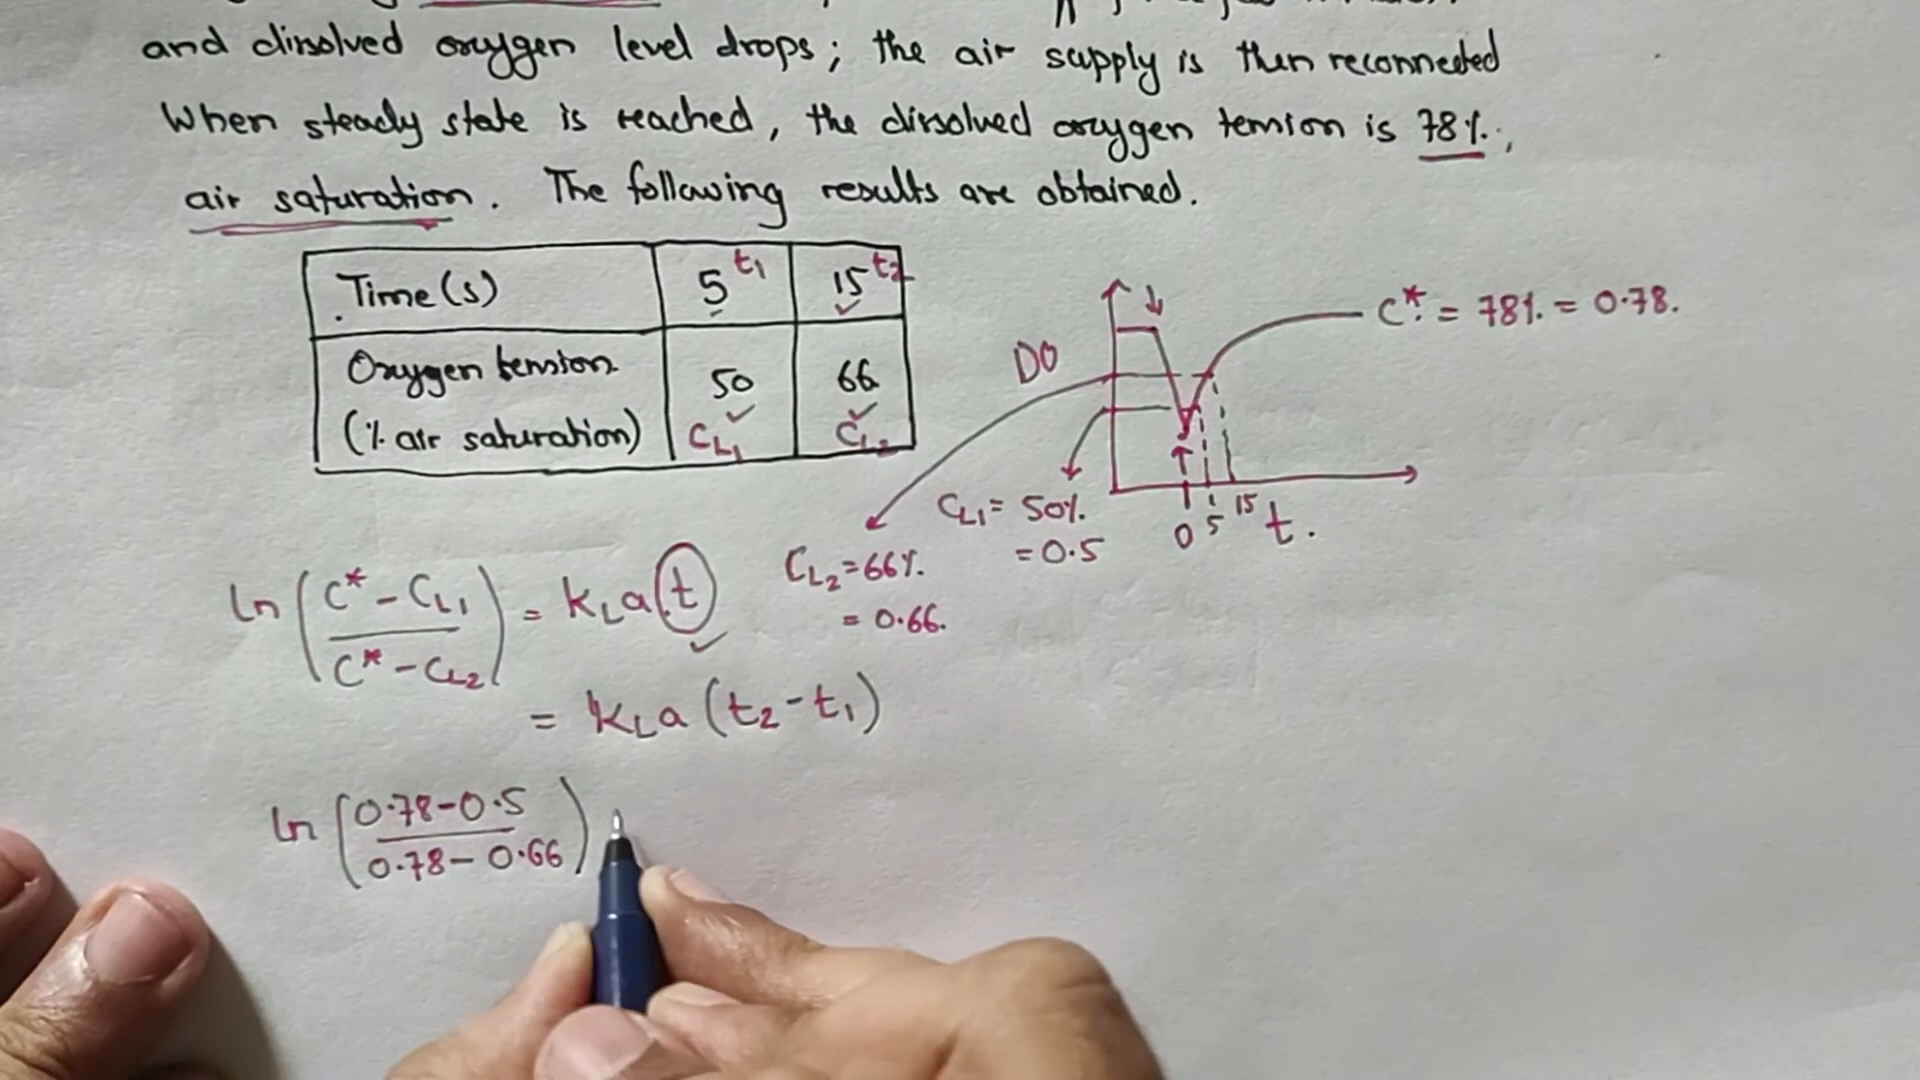 and dissolved oxygen level drops; the air supply is then reconnected
When steady state is reached, the dissolved oxygen tension is 78%,
air saturation. The following results are obtained.
Time (s) 5 t1 15 t2
Oxygen tension 50 66
(% air saturation) CL1 CL2
DO
C* = 78% = 0.78.
CL1 = 50%
= 0.5
0 5 15 t.
CL2 = 66%
= 0.66.
ln (C* - CL1 / C* - CL2) = kLa(t)
= kLa (t2 - t1)
ln (0.78 - 0.5 / 0.78 - 0.66)